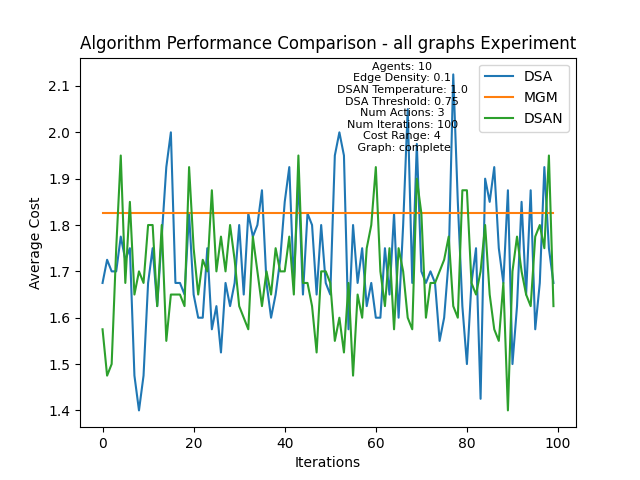 Algorithm Performance Comparison - all graphs Experiment
Agents: 10
Edge Density: 0.1
DSAN Temperature: 1.0
DSA Threshold: 0.75
Num Actions: 3
Num Iterations: 100
Cost Range: 4
Graph: complete
DSA
MGM
DSAN
Average Cost
2.1
2.0
1.9
1.8
1.7
1.6
1.5
1.4
0
20
40
60
80
100
Iterations